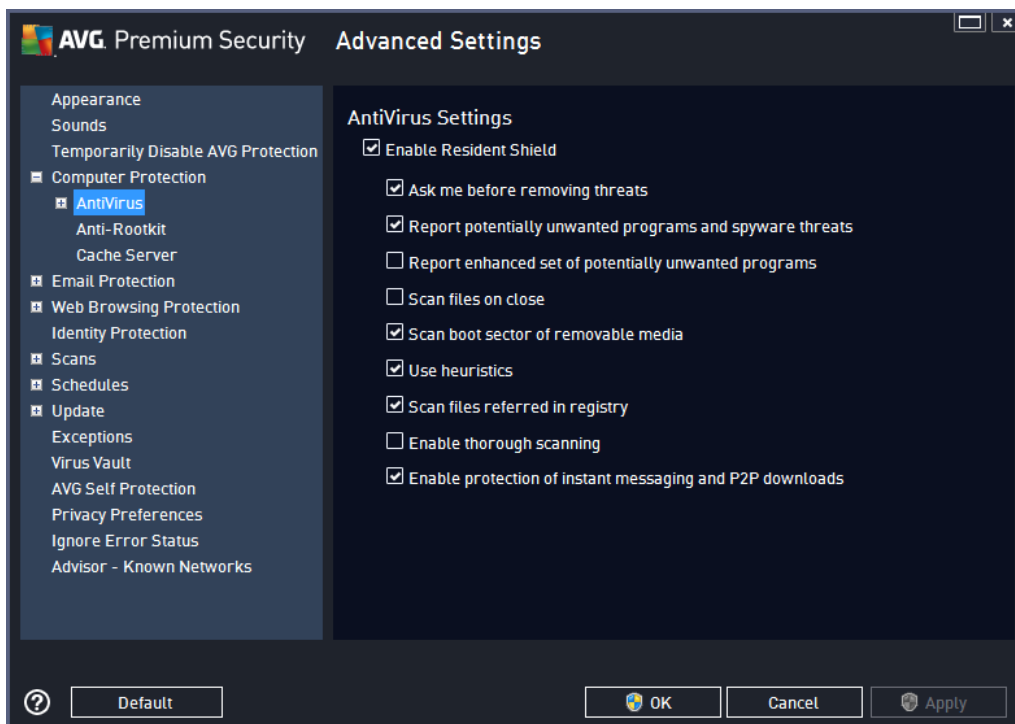 AVG. Premium Security Advanced Settings
Appearance
Sounds
Temporarily Disable AVG Protection
Computer Protection
AntiVirus
Anti-Rootkit
Cache Server
Email Protection
Web Browsing Protection
Identity Protection
Scans
Schedules
Update
Exceptions
Virus Vault
AVG Self Protection
Privacy Preferences
Ignore Error Status
Advisor - Known Networks
AntiVirus Settings
Enable Resident Shield
Ask me before removing threats
Report potentially unwanted programs and spyware threats
Report enhanced set of potentially unwanted programs
Scan files on close
Scan boot sector of removable media
Use heuristics
Scan files referred in registry
Enable thorough scanning
Enable protection of instant messaging and P2P downloads
? Default OK Cancel Apply